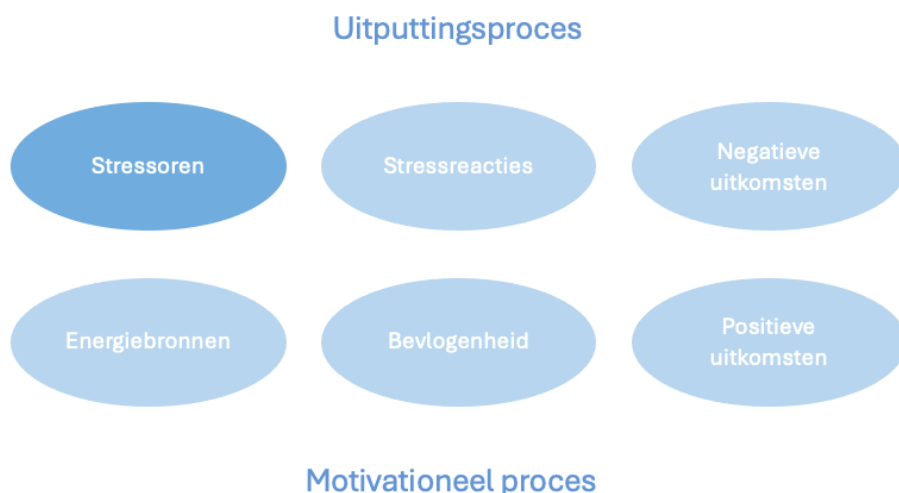 Uitputtingsproces
Stressoren
Stressreacties
Negatieve
uitkomsten
Energiebronnen
Bevlogenheid
Positieve
uitkomsten
Motivationeel proces